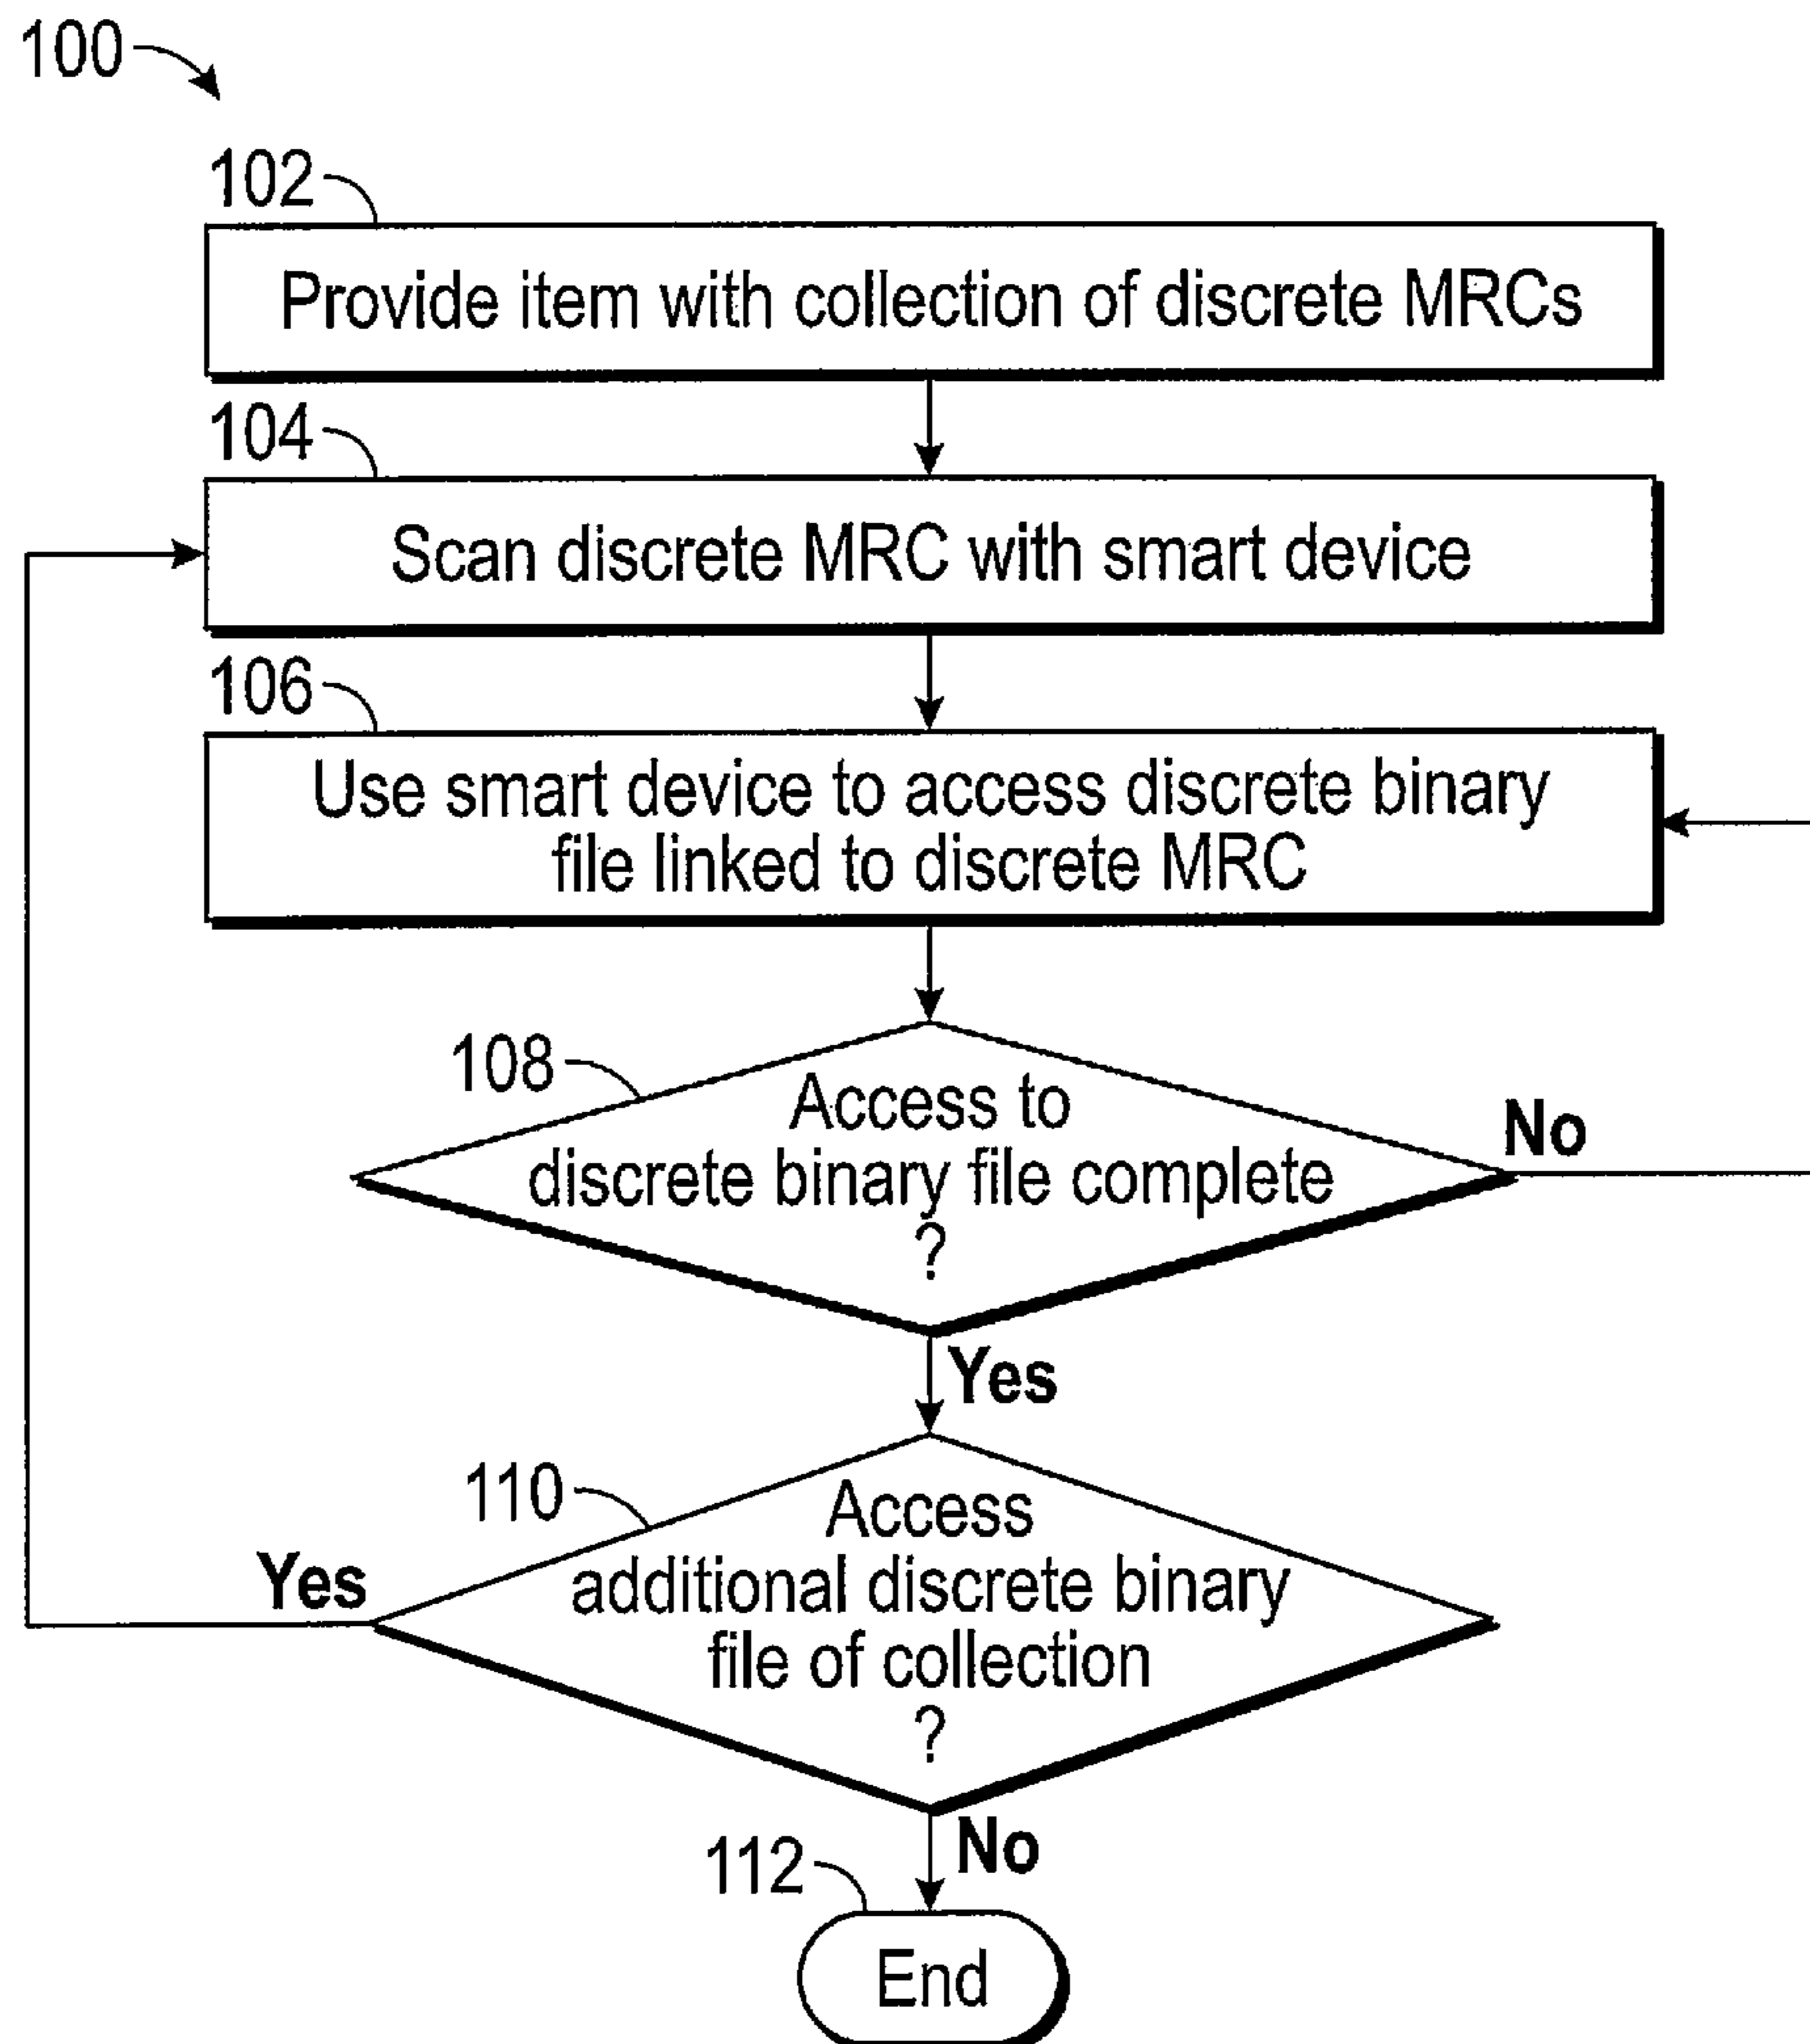 100
102
Provide item with collection of discrete MRCs
104
Scan discrete MRC with smart device
106
Use smart device to access discrete binary
file linked to discrete MRC
108
Access to
discrete binary file complete
?
No
Yes
110
Access
additional discrete binary
file of collection
?
Yes
No
112
End